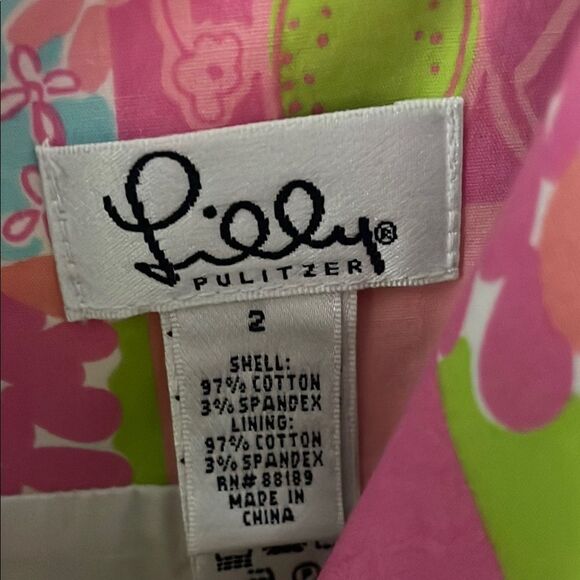 Lilly®
PULITZER
2
SHELL:
97% COTTON
3% SPANDEX
LINING:
97% COTTON
3% SPANDEX
RN# 88189
MADE IN
CHINA